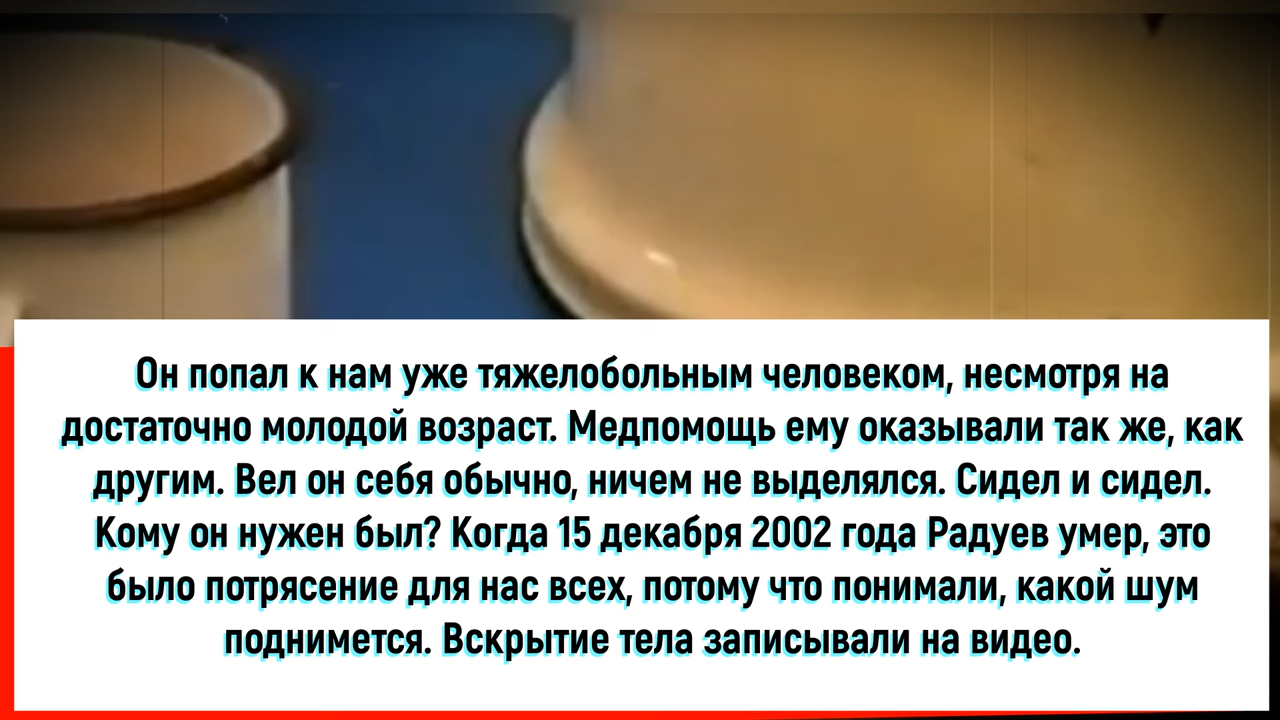 Он попал к нам уже тяжелобольным человеком, несмотря на
достаточно молодой возраст. Медпомощь ему оказывали так же, как
другим. Вел он себя обычно, ничем не выделялся. Сидел и сидел.
Кому он нужен был? Когда 15 декабря 2002 года Радуев умер, это
было потрясение для нас всех, потому что понимали, какой шум
поднимется. Вскрытие тела записывали на видео.